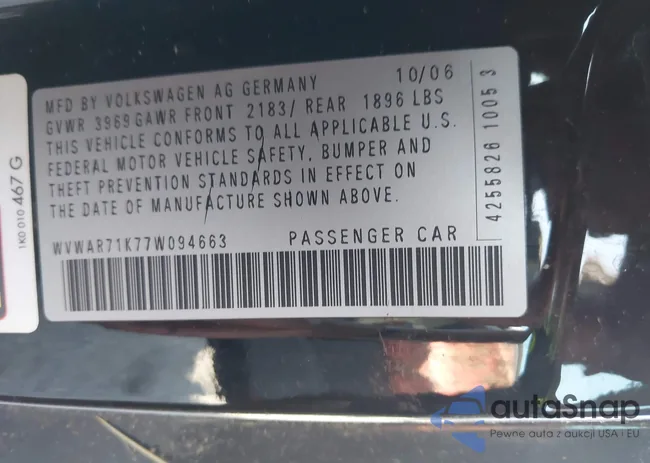 MFD BY VOLKSWAGEN AG GERMANY 10/06
GVWR 3969 GAWR FRONT 2183/ REAR 1896 LBS
THIS VEHICLE CONFORMS TO ALL APPLICABLE U.S.
FEDERAL MOTOR VEHICLE SAFETY, BUMPER AND
THEFT PREVENTION STANDARDS IN EFFECT ON
THE DATE OF MANUFACTURE SHOWN ABOVE.
WVWAR71K77W094663 PASSENGER CAR
4255826 1005 3
1K0 010 467 G
autoSnap
Pewne auta z aukcji USA i EU